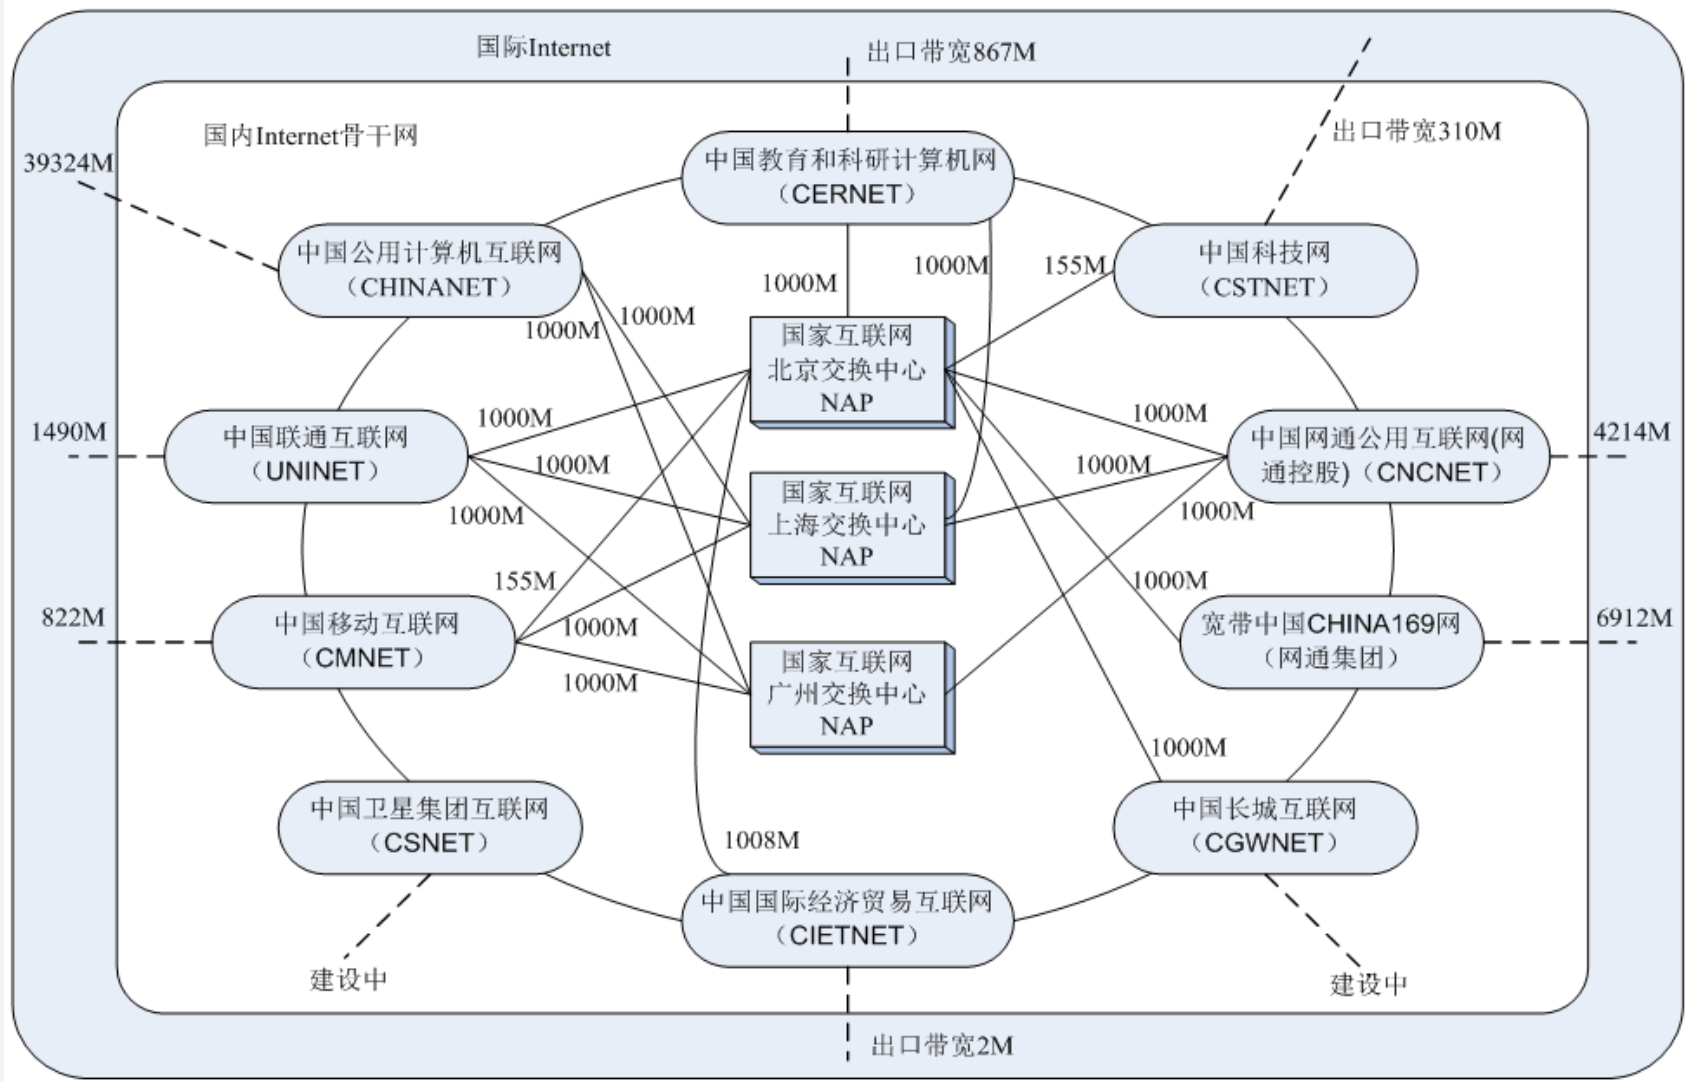 国际Internet
出口带宽867M
国内Internet骨干网
出口带宽310M
39324M
中国教育和科研计算机网
（CERNET）
中国公用计算机互联网
（CHINANET）
中国科技网
（CSTNET）
1000M
1000M
155M
1000M
1000M
国家互联网
北京交换中心
NAP
1000M
1000M
1490M
中国联通互联网
（UNINET）
中国网通公用互联网(网
通控股)（CNCNET）
4214M
1000M
1000M
国家互联网
上海交换中心
NAP
1000M
1000M
155M
1000M
822M
中国移动互联网
（CMNET）
宽带中国CHINA169网
（网通集团）
6912M
1000M
1000M
国家互联网
广州交换中心
NAP
1000M
中国卫星集团互联网
（CSNET）
1008M
中国长城互联网
（CGWNET）
中国国际经济贸易互联网
（CIETNET）
建设中
建设中
出口带宽2M